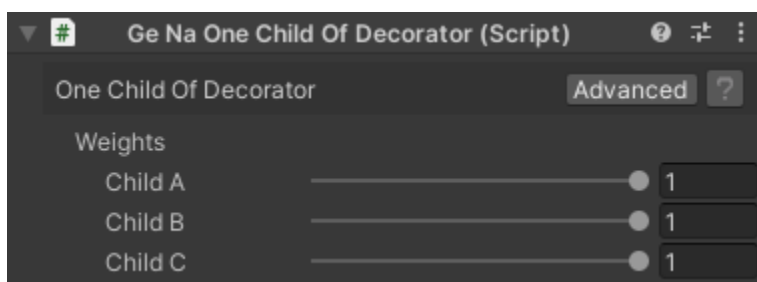 # Ge Na One Child Of Decorator (Script) ?
One Child Of Decorator Advanced ?
Weights
Child A 1
Child B 1
Child C 1